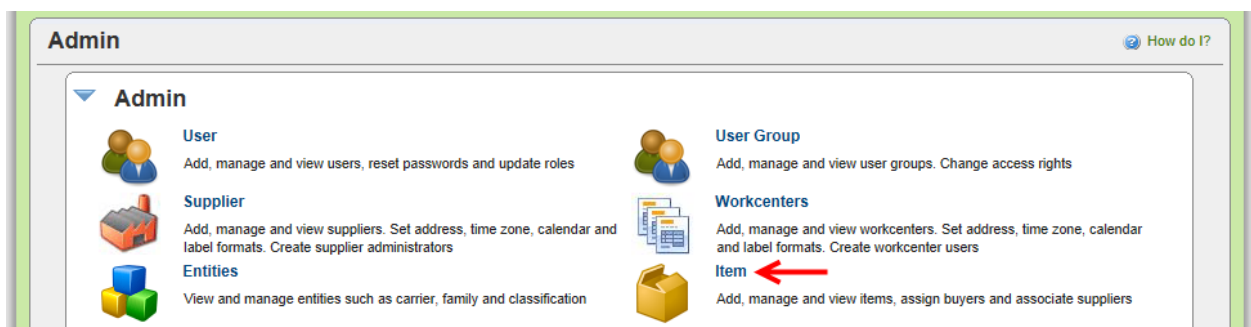 Admin
How do I?
Admin
User
Add, manage and view users, reset passwords and update roles
User Group
Add, manage and view user groups. Change access rights
Supplier
Add, manage and view suppliers. Set address, time zone, calendar and
label formats. Create supplier administrators
Workcenters
Add, manage and view workcenters. Set address, time zone, calendar
and label formats. Create workcenter users
Entities
View and manage entities such as carrier, family and classification
Item
Add, manage and view items, assign buyers and associate suppliers